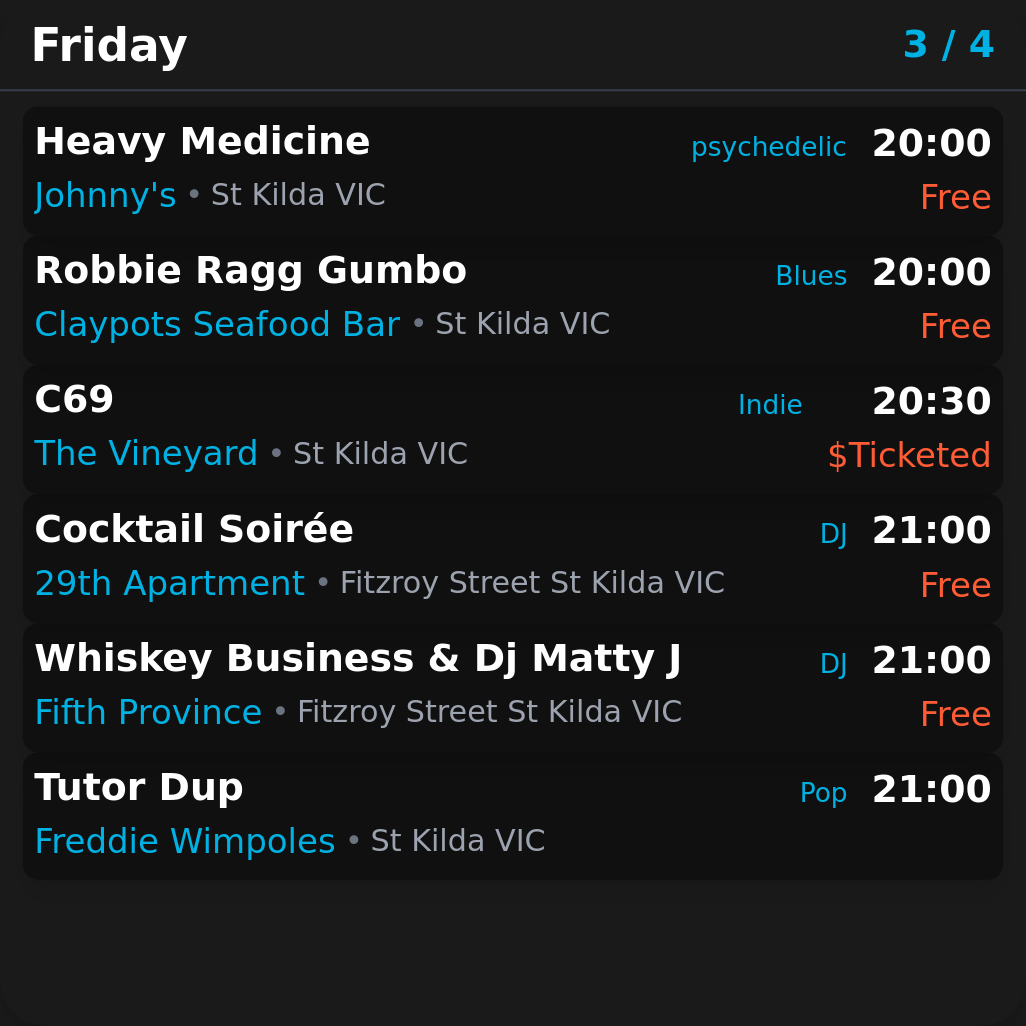 Friday 3 / 4
Heavy Medicine psychedelic 20:00
Johnny's • St Kilda VIC Free
Robbie Ragg Gumbo Blues 20:00
Claypots Seafood Bar • St Kilda VIC Free
C69 Indie 20:30
The Vineyard • St Kilda VIC $Ticketed
Cocktail Soirée DJ 21:00
29th Apartment • Fitzroy Street St Kilda VIC Free
Whiskey Business & Dj Matty J DJ 21:00
Fifth Province • Fitzroy Street St Kilda VIC Free
Tutor Dup Pop 21:00
Freddie Wimpoles • St Kilda VIC